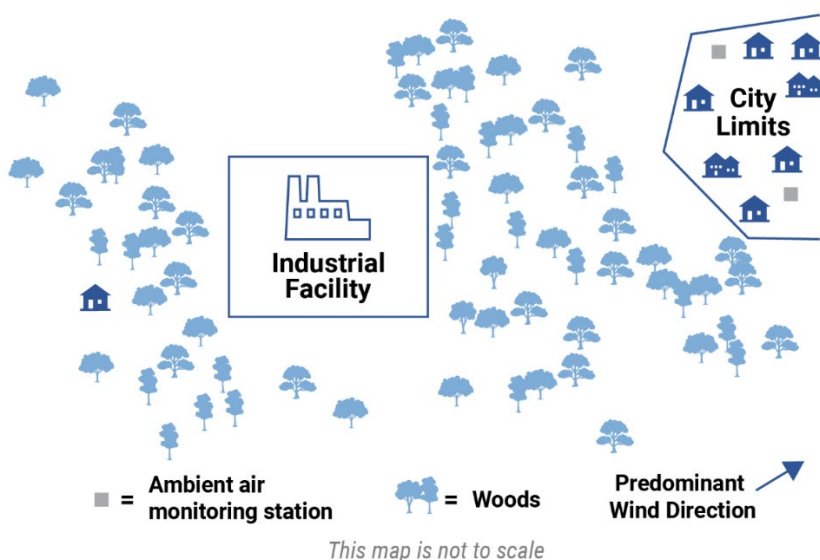 City
Limits
Industrial
Facility
= Ambient air
monitoring station
= Woods
Predominant
Wind Direction
This map is not to scale